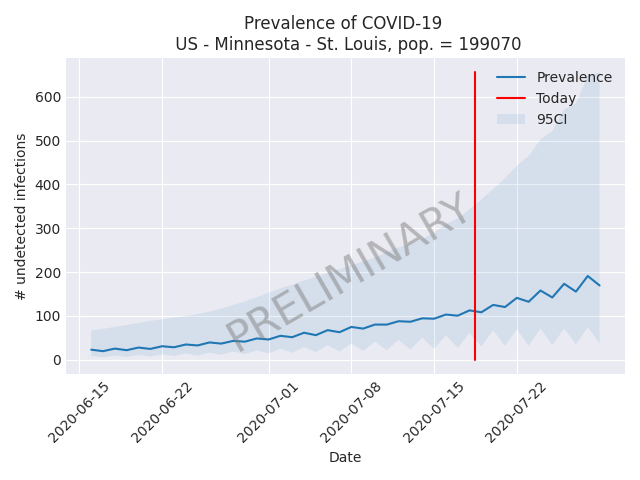 Prevalence of COVID-19
US - Minnesota - St. Louis, pop. = 199070
Prevalence
Today
95CI
# undetected infections
600
500
400
300
200
100
0
PRELIMINARY
2020-06-15
2020-06-22
2020-07-01
2020-07-08
2020-07-15
2020-07-22
Date